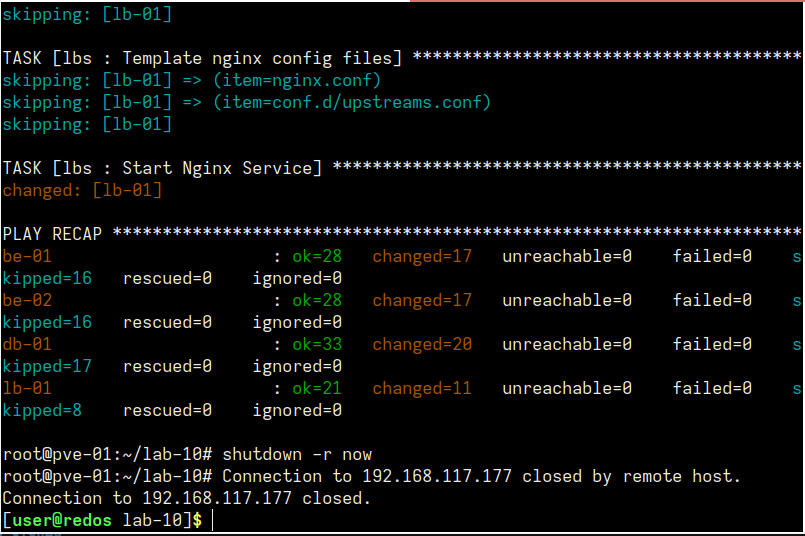 skipping: [lb-01]
TASK [lbs : Template nginx config files] ***************************************
skipping: [lb-01] => (item=nginx.conf)
skipping: [lb-01] => (item=conf.d/upstreams.conf)
skipping: [lb-01]
TASK [lbs : Start Nginx Service] ***********************************************
changed: [lb-01]
PLAY RECAP *********************************************************************
be-01                      : ok=28   changed=17   unreachable=0    failed=0    s
kipped=16   rescued=0    ignored=0
be-02                      : ok=28   changed=17   unreachable=0    failed=0    s
kipped=16   rescued=0    ignored=0
db-01                      : ok=33   changed=20   unreachable=0    failed=0    s
kipped=17   rescued=0    ignored=0
lb-01                      : ok=21   changed=11   unreachable=0    failed=0    s
kipped=8    rescued=0    ignored=0
root@pve-01:~/lab-10# shutdown -r now
root@pve-01:~/lab-10# Connection to 192.168.117.177 closed by remote host.
Connection to 192.168.117.177 closed.
[user@redos lab-10]$